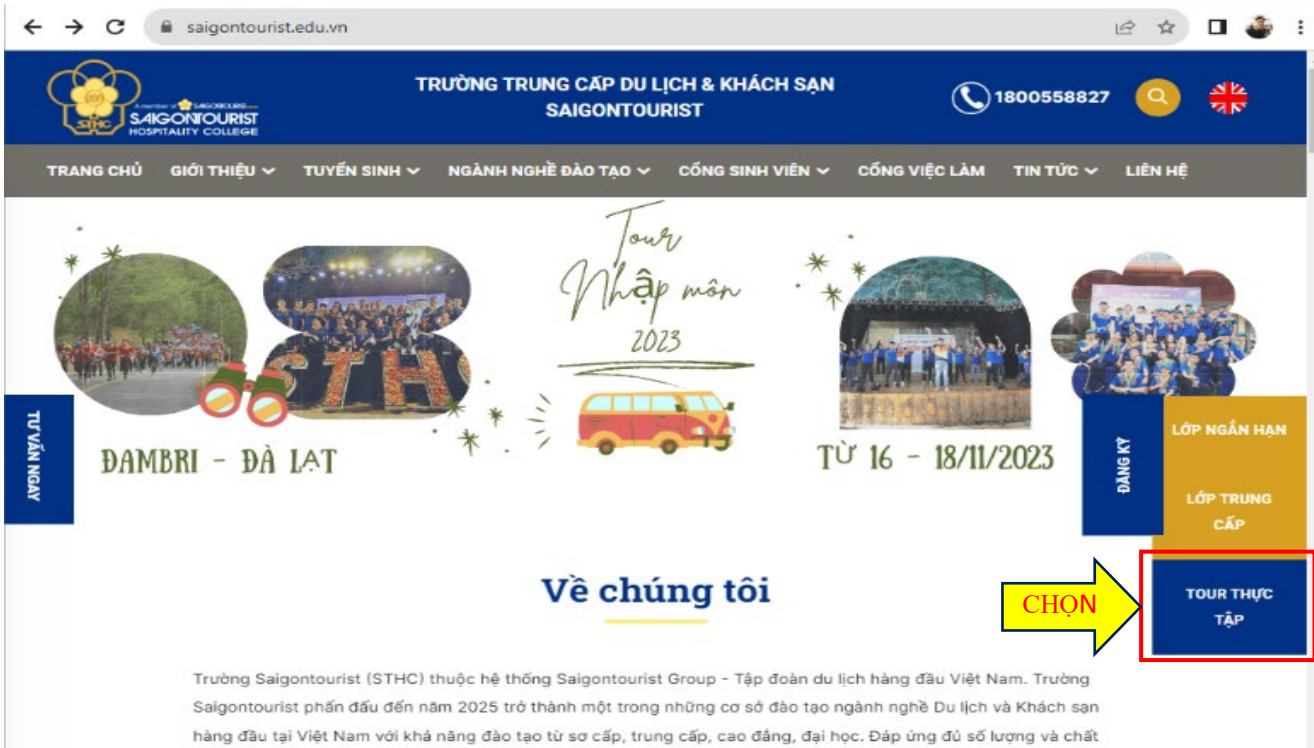 saigontourist.edu.vn
A member of SAIGONTOURIST
STHC
SAIGONTOURIST
HOSPITALITY COLLEGE
TRƯỜNG TRUNG CẤP DU LỊCH & KHÁCH SẠN
SAIGONTOURIST
1800558827
TRANG CHỦ GIỚI THIỆU TUYỂN SINH NGÀNH NGHỀ ĐÀO TẠO CỔNG SINH VIÊN CỔNG VIỆC LÀM TIN TỨC LIÊN HỆ
Tour
Nhập môn
2023
STH
ĐAMBRI - ĐÀ LẠT
TỪ 16 - 18/11/2023
TƯ VẤN NGAY
ĐĂNG KÝ
LỚP NGẮN HẠN
LỚP TRUNG
CẤP
TOUR THỰC
TẬP
CHỌN
Về chúng tôi
Trường Saigontourist (STHC) thuộc hệ thống Saigontourist Group - Tập đoàn du lịch hàng đầu Việt Nam. Trường
Saigontourist phấn đấu đến năm 2025 trở thành một trong những cơ sở đào tạo ngành nghề Du lịch và Khách sạn
hàng đầu tại Việt Nam với khả năng đào tạo từ sơ cấp, trung cấp, cao đẳng, đại học. Đáp ứng đủ số lượng và chất